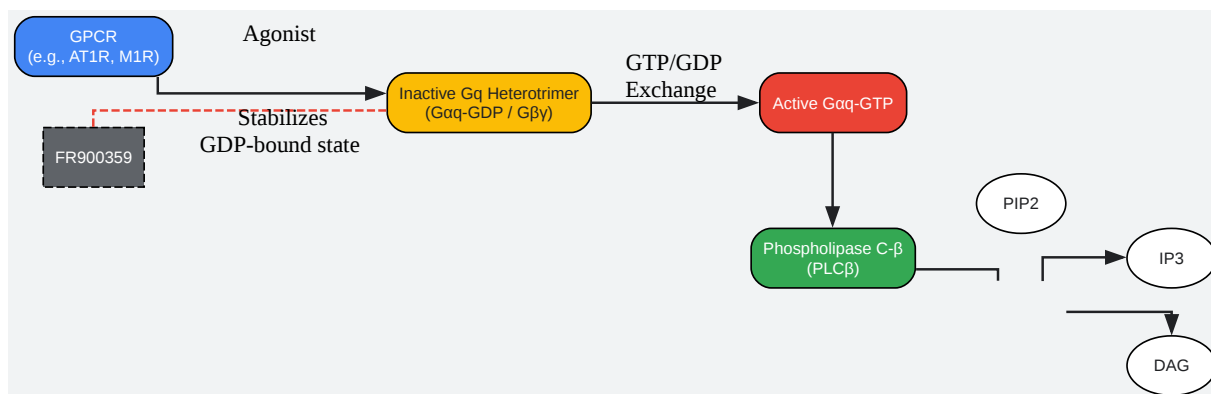 GPCR
(e.g., AT1R, M1R)
Agonist
Inactive Gq Heterotrimer
(Gαq-GDP / Gβγ)
GTP/GDP
Exchange
Active Gαq-GTP
Stabilizes
GDP-bound state
FR900359
Phospholipase C-β
(PLCβ)
PIP2
IP3
DAG